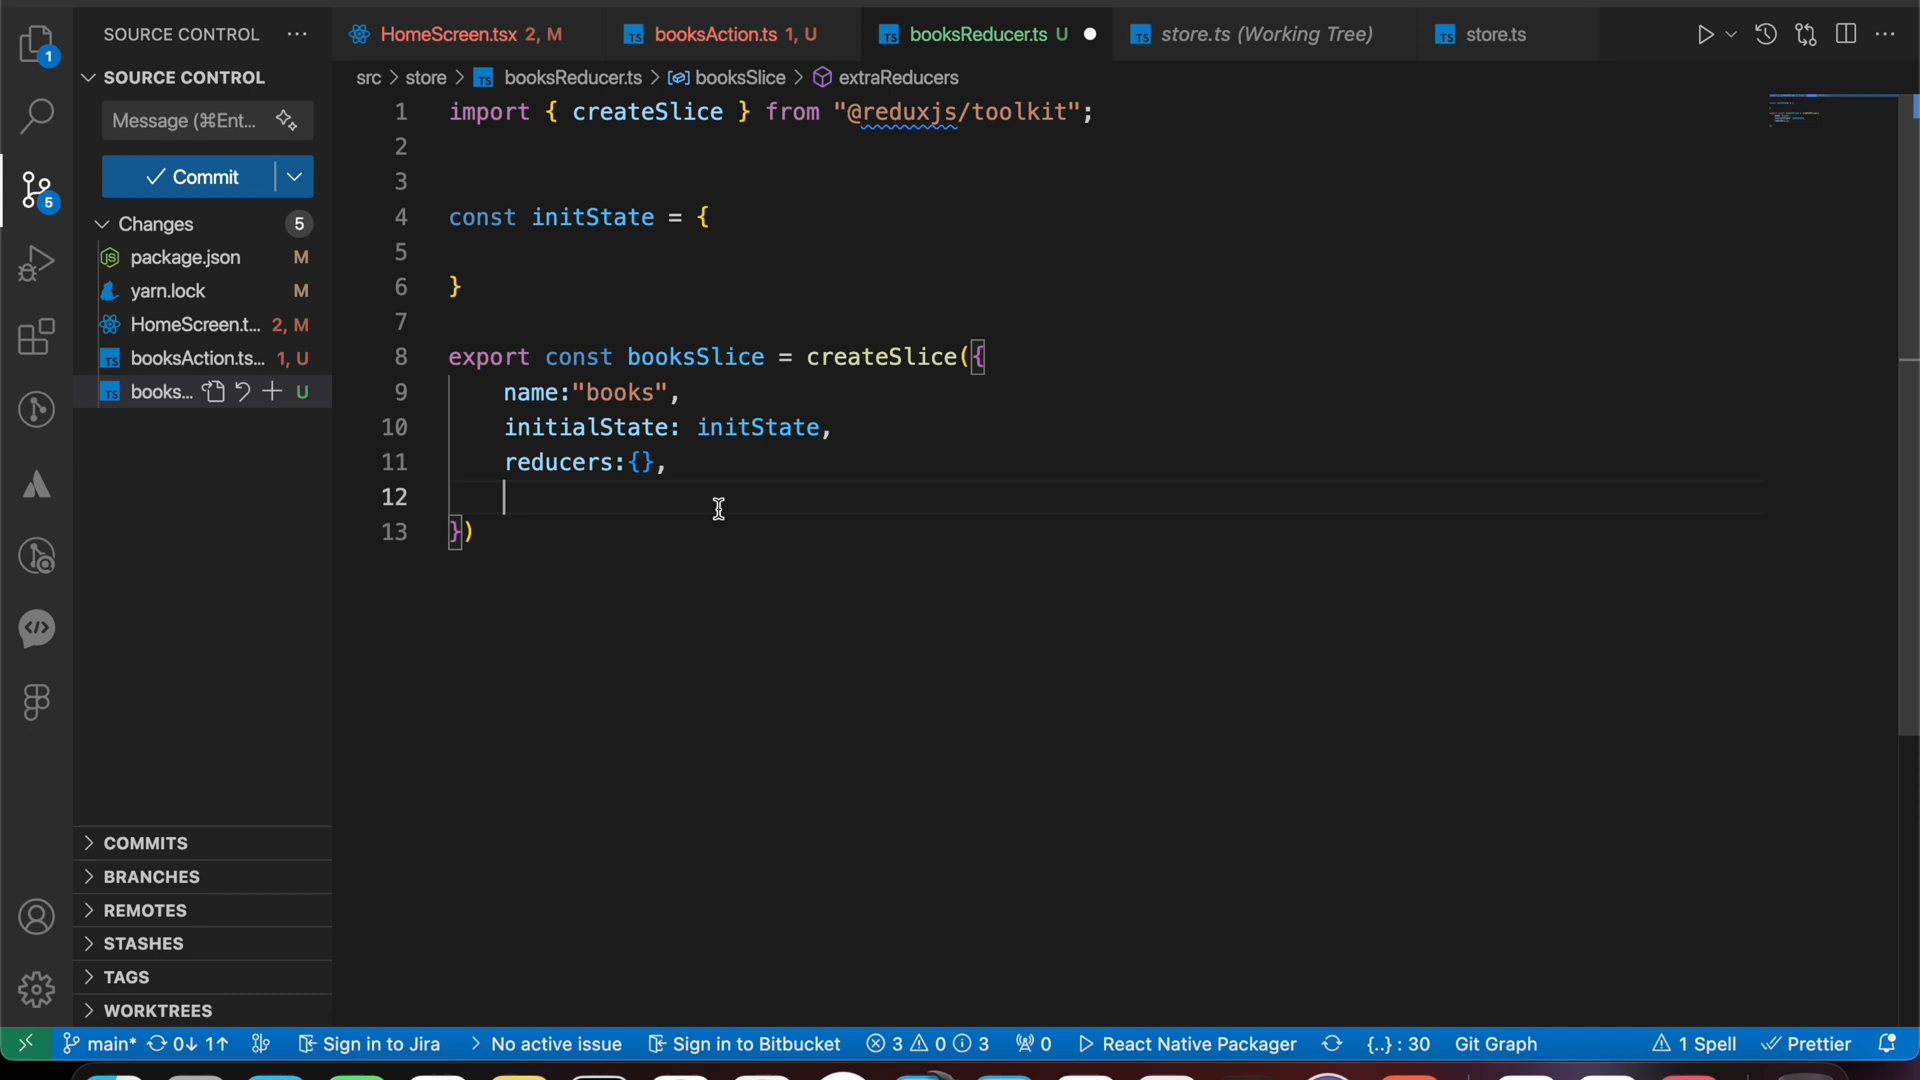 SOURCE CONTROL
HomeScreen.tsx 2, M
booksAction.ts 1, U
booksReducer.ts U
store.ts (Working Tree)
store.ts
SOURCE CONTROL
src > store > booksReducer.ts > booksSlice > extraReducers
Message (⌘Ent...
Commit
Changes 5
package.json M
yarn.lock M
HomeScreen.t... 2, M
booksAction.ts... 1, U
books... U
1
5
1 import { createSlice } from "@reduxjs/toolkit";
2
3
4 const initState = {
5
6 }
7
8 export const booksSlice = createSlice({
9 name:"books",
10 initialState: initState,
11 reducers:{},
12
13 })
COMMITS
BRANCHES
REMOTES
STASHES
TAGS
WORKTREES
main* 0↓ 1↑ Sign in to Jira No active issue Sign in to Bitbucket 3 0 3 0 React Native Packager {..} : 30 Git Graph 1 Spell Prettier